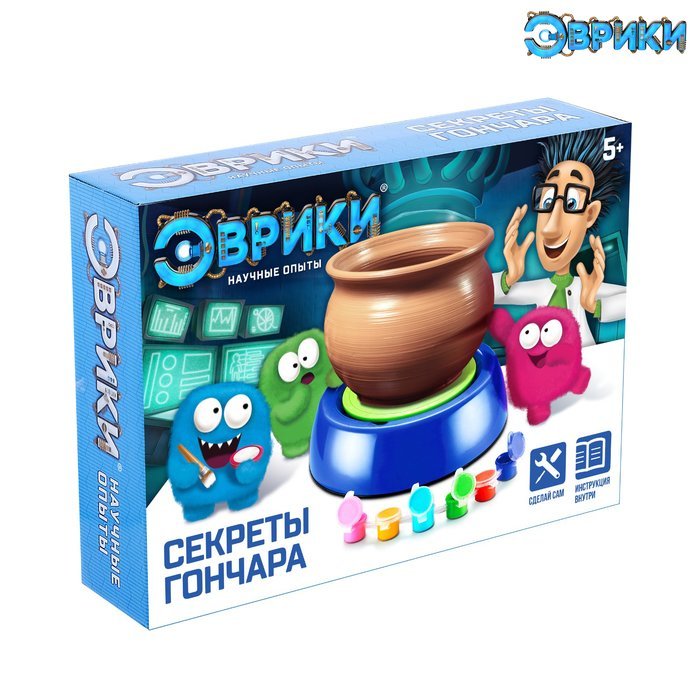 ЭВРИКИ
СЕКРЕТЫ
ГОНЧАРА
ЭВРИКИ
НАУЧНЫЕ ОПЫТЫ
5+
ЭВРИКИ®
НАУЧНЫЕ ОПЫТЫ
ЭВРИКИ®
НАУЧНЫЕ
ОПЫТЫ
СДЕЛАЙ САМ
ИНСТРУКЦИЯ
ВНУТРИ
СЕКРЕТЫ
ГОНЧАРА